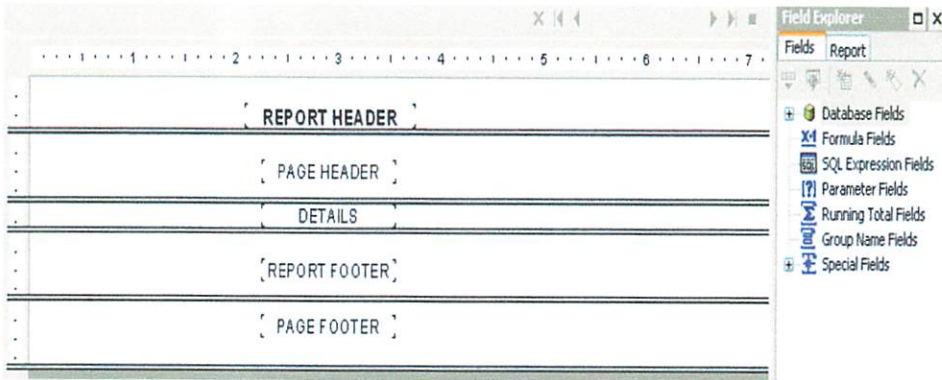 Field Explorer
Fields Report
1 2 3 4 5 6 7
REPORT HEADER
PAGE HEADER
DETAILS
REPORT FOOTER
PAGE FOOTER
Database Fields
Formula Fields
SQL Expression Fields
Parameter Fields
Running Total Fields
Group Name Fields
Special Fields